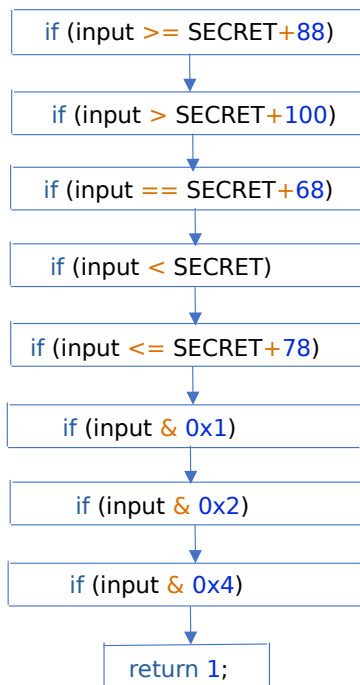 if (input >= SECRET+88)
if (input > SECRET+100)
if (input == SECRET+68)
if (input < SECRET)
if (input <= SECRET+78)
if (input & 0x1)
if (input & 0x2)
if (input & 0x4)
return 1;